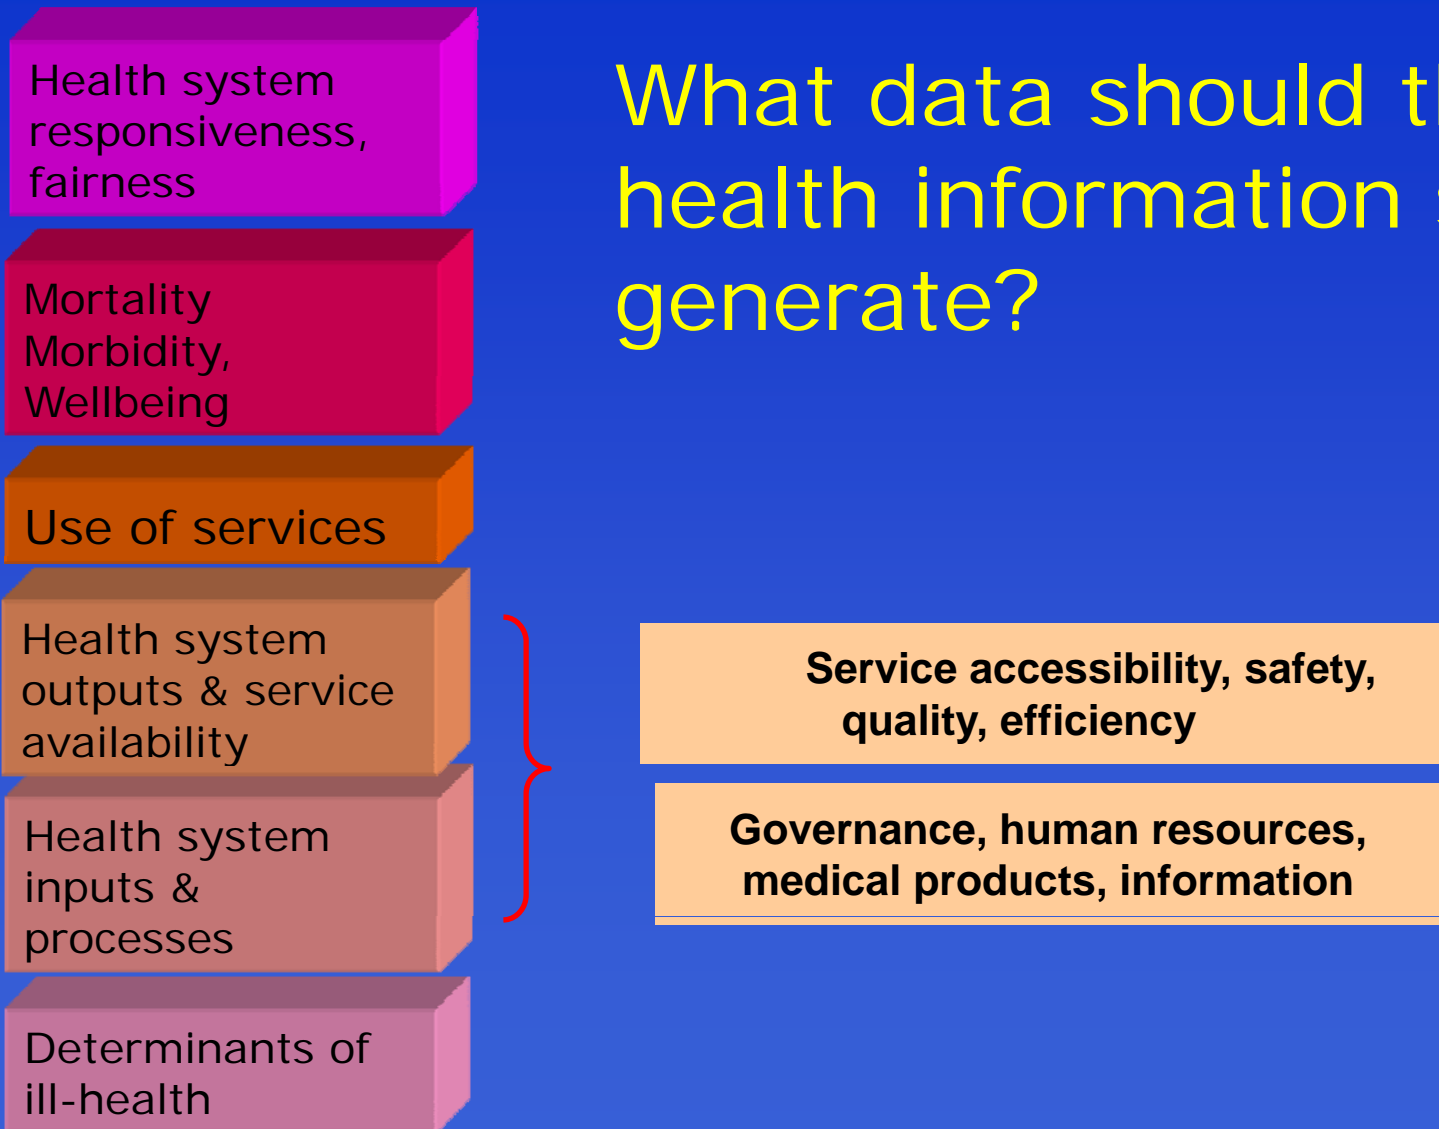 What data should
health information
generate?
Health system
responsiveness,
fairness
Mortality
Morbidity,
Wellbeing
Use of services
Health system
outputs & service
availability
Health system
inputs &
processes
Determinants of
ill-health
Service accessibility, safety,
quality, efficiency
Governance, human resources,
medical products, information